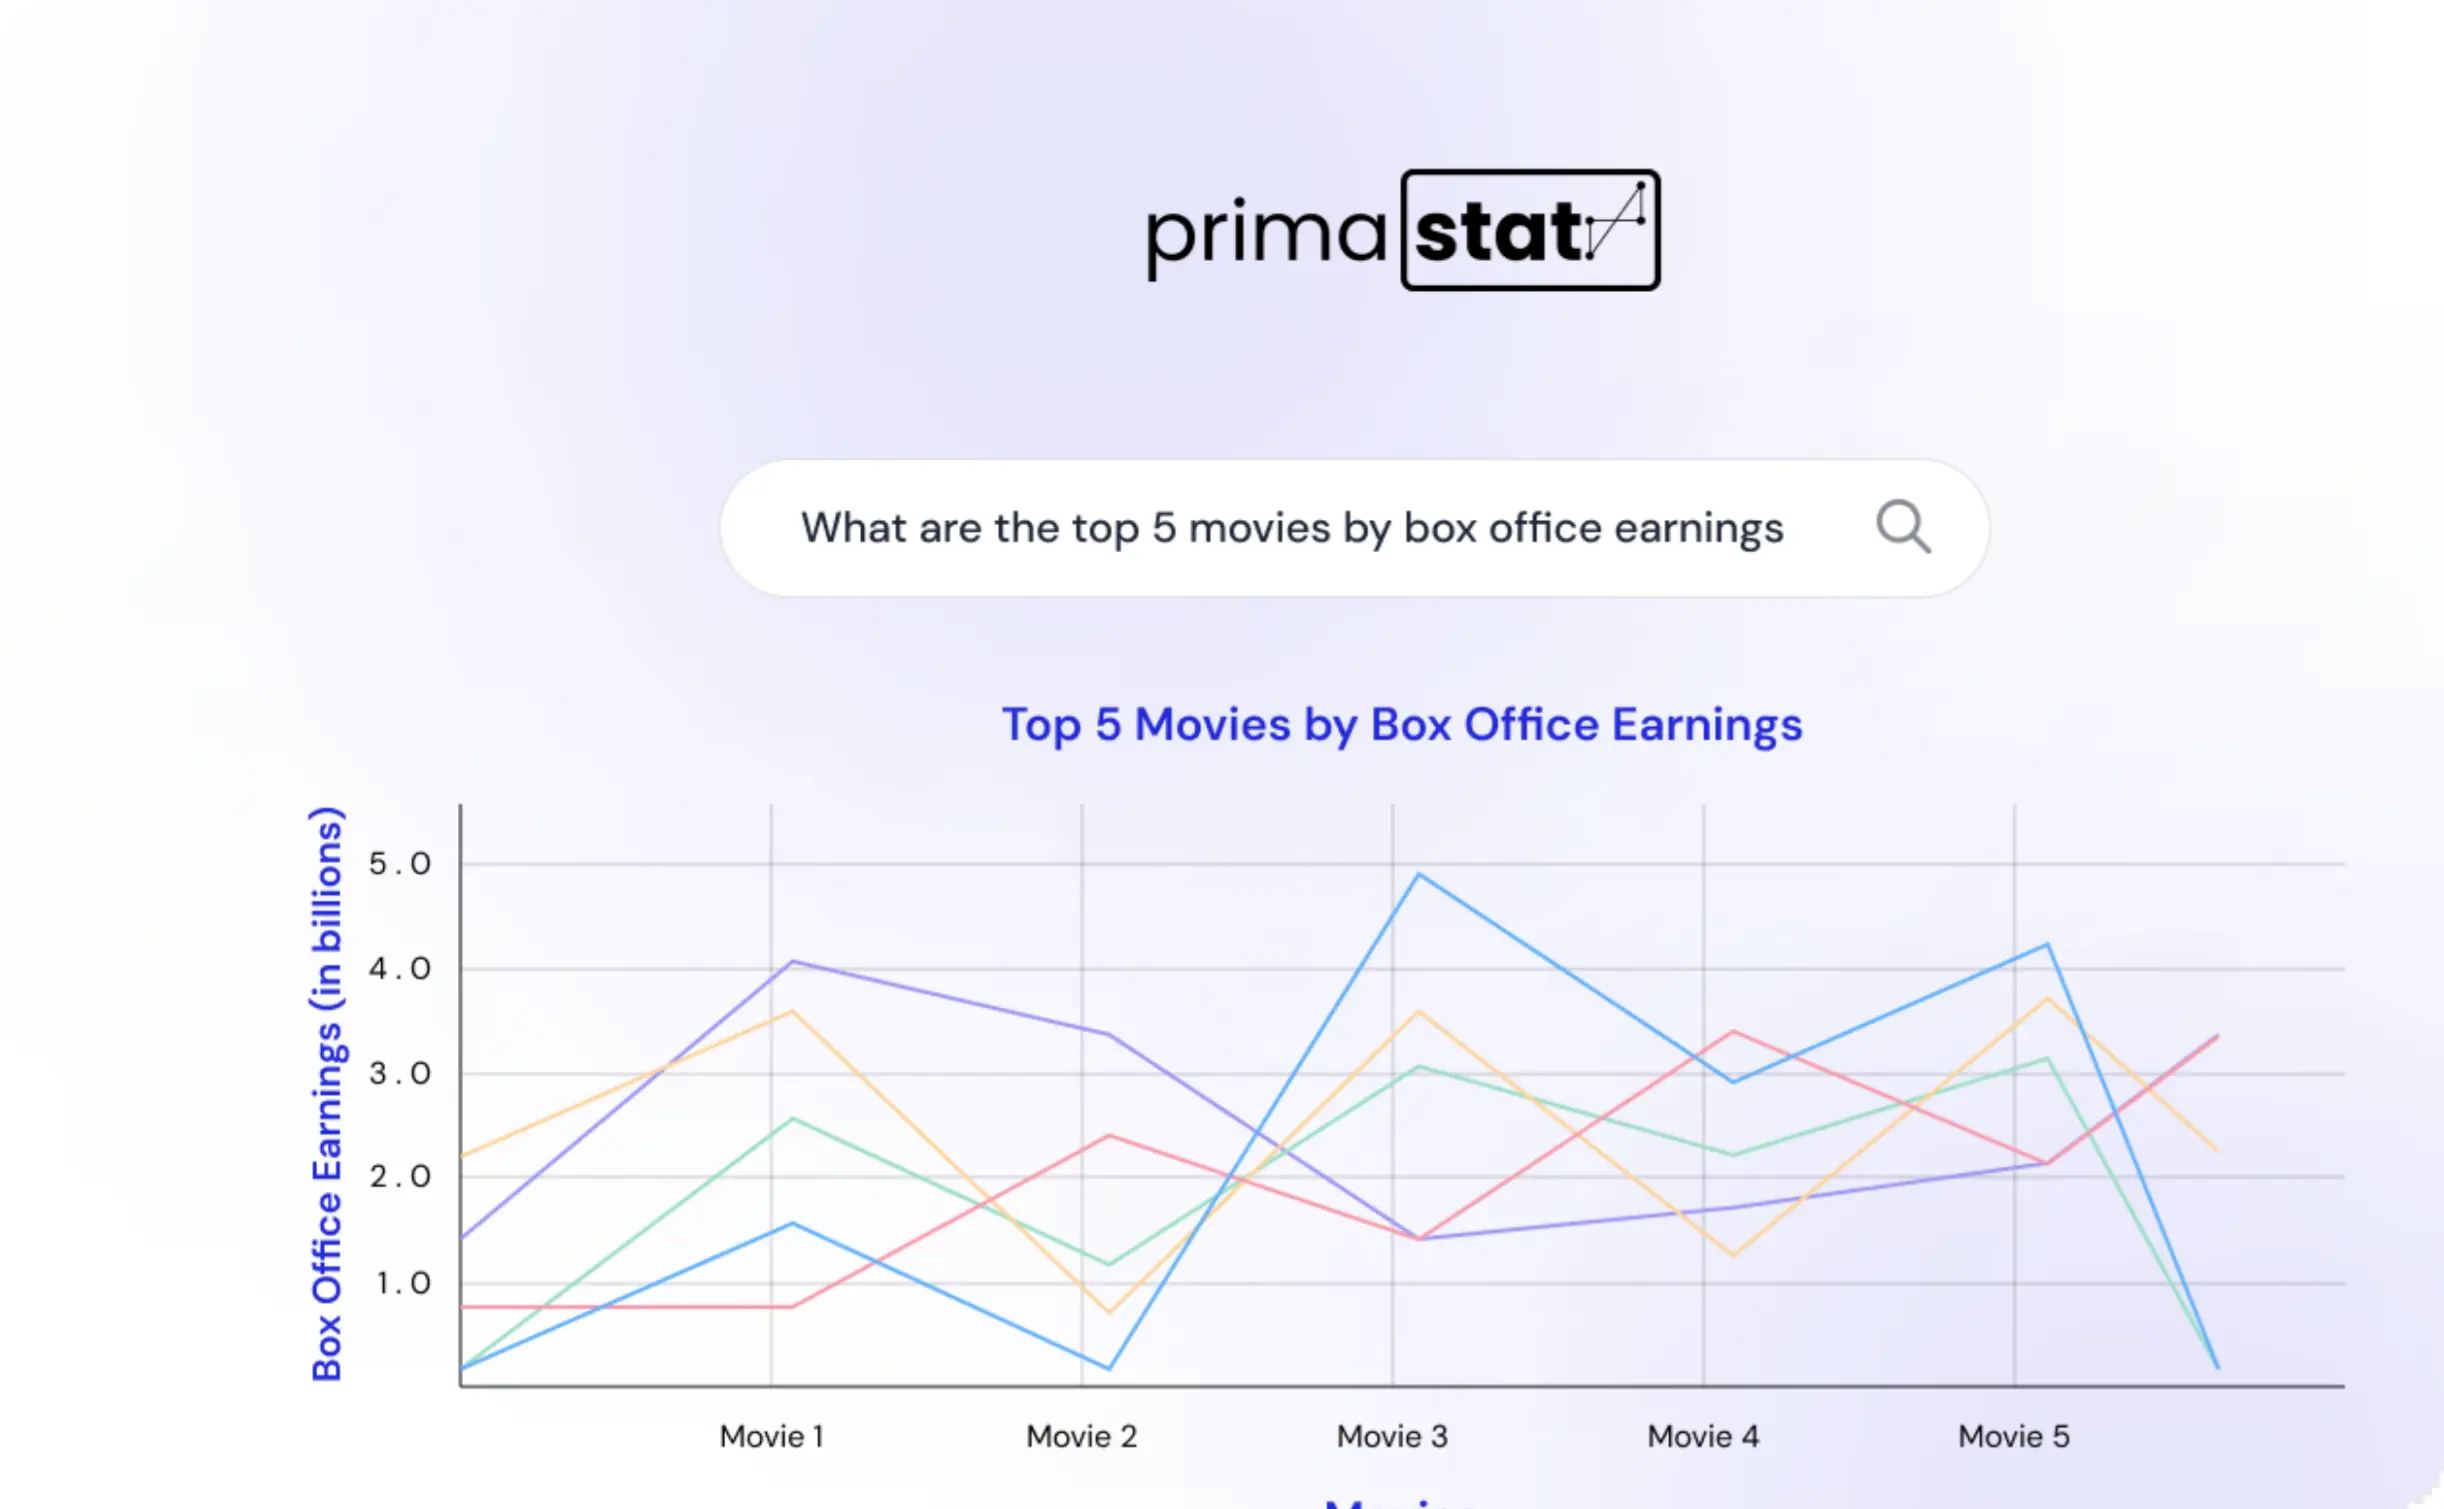 prima stat
What are the top 5 movies by box office earnings
Top 5 Movies by Box Office Earnings
Box Office Earnings (in billions)
5.0
4.0
3.0
2.0
1.0
Movie 1 Movie 2 Movie 3 Movie 4 Movie 5